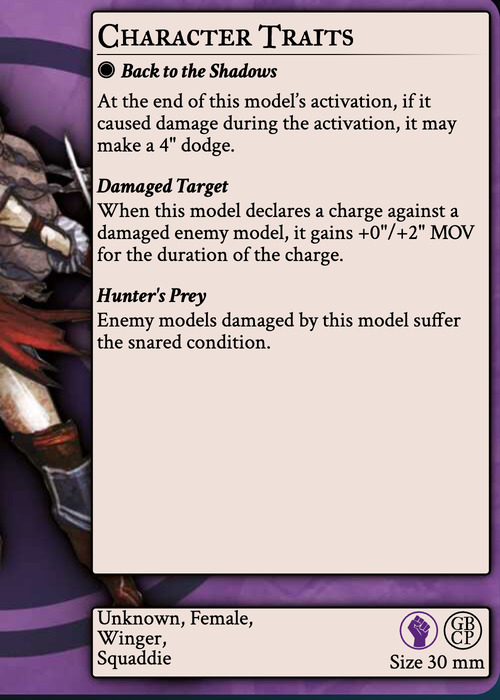 Character Traits
Back to the Shadows
At the end of this model's activation, if it
caused damage during the activation, it may
make a 4" dodge.
Damaged Target
When this model declares a charge against a
damaged enemy model, it gains +0"/+2" MOV
for the duration of the charge.
Hunter's Prey
Enemy models damaged by this model suffer
the snared condition.
Unknown, Female,
Winger,
Squaddie
GB
CP
Size 30 mm